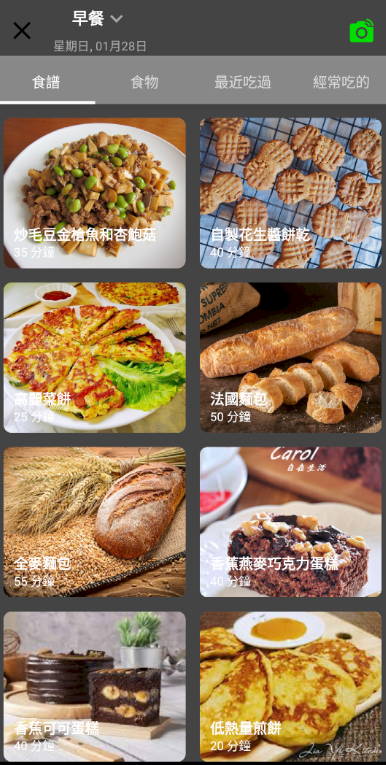 早餐
星期日, 01月28日
食譜
食物
最近吃過
經常吃的
炒毛豆金槍魚和杏鮑菇
35 分鐘
自製花生醬餅乾
40 分鐘
高麗菜餅
25 分鐘
SUPR
OMBIA
法國麵包
50 分鐘
全麥麵包
55 分鐘
Carol
自在生活
香蕉燕麥巧克力蛋糕
40 分鐘
香蕉可可蛋糕
40 分鐘
低熱量煎餅
20 分鐘